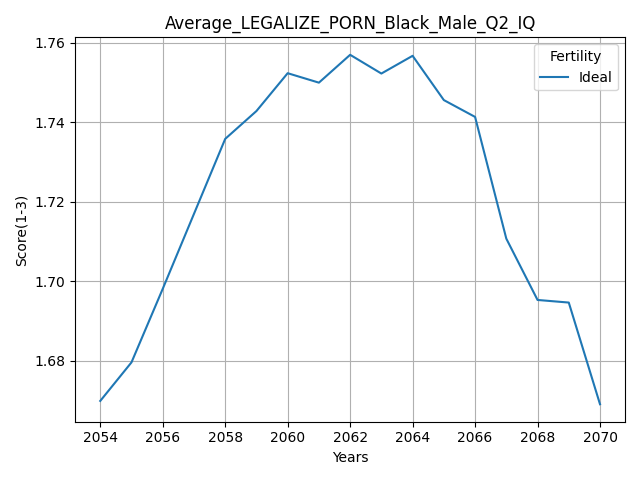 Average_LEGALIZE_PORN_Black_Male_Q2_IQ
Fertility
Ideal
Score(1-3)
1.76
1.74
1.72
1.70
1.68
2054 2056 2058 2060 2062 2064 2066 2068 2070
Years